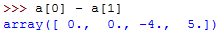 >>> a[0] - a[1]
array([ 0.,  0., -4.,  5.])